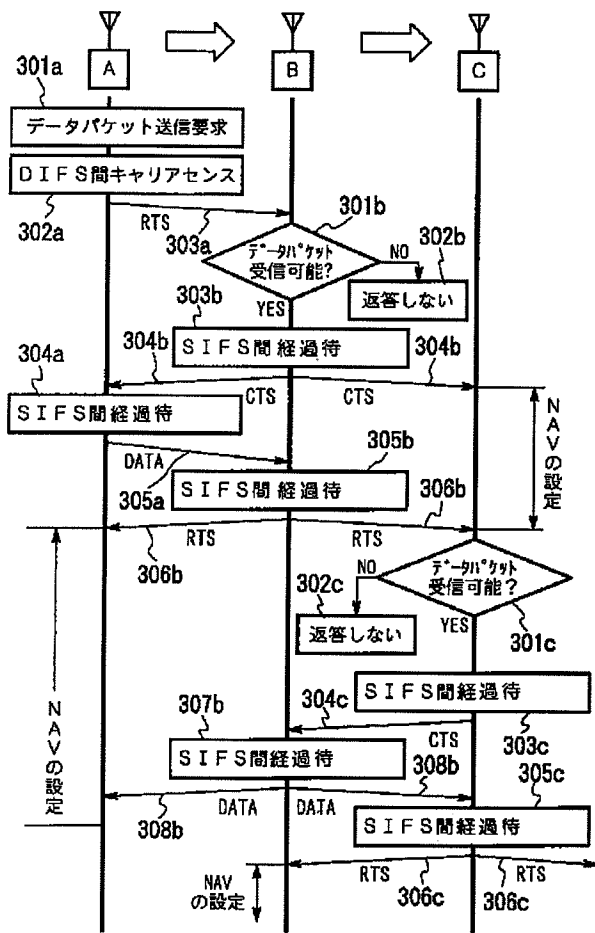 A
B
C
301a
データパケット送信要求
DIFS間キャリアセンス
302a
RTS
303a
301b
データパケット
受信可能?
NO
302b
返答しない
YES
303b
SIFS間経過待
304b
304b
304a
CTS
CTS
SIFS間経過待
NAVの設定
DATA
305a
305b
SIFS間経過待
306b
RTS
RTS
306b
データパケット
受信可能?
NO
302c
返答しない
YES
301c
NAVの設定
SIFS間経過待
304c
307b
CTS
303c
SIFS間経過待
308b
305c
DATA
DATA
308b
SIFS間経過待
NAV
の設定
RTS
306c
RTS
306c